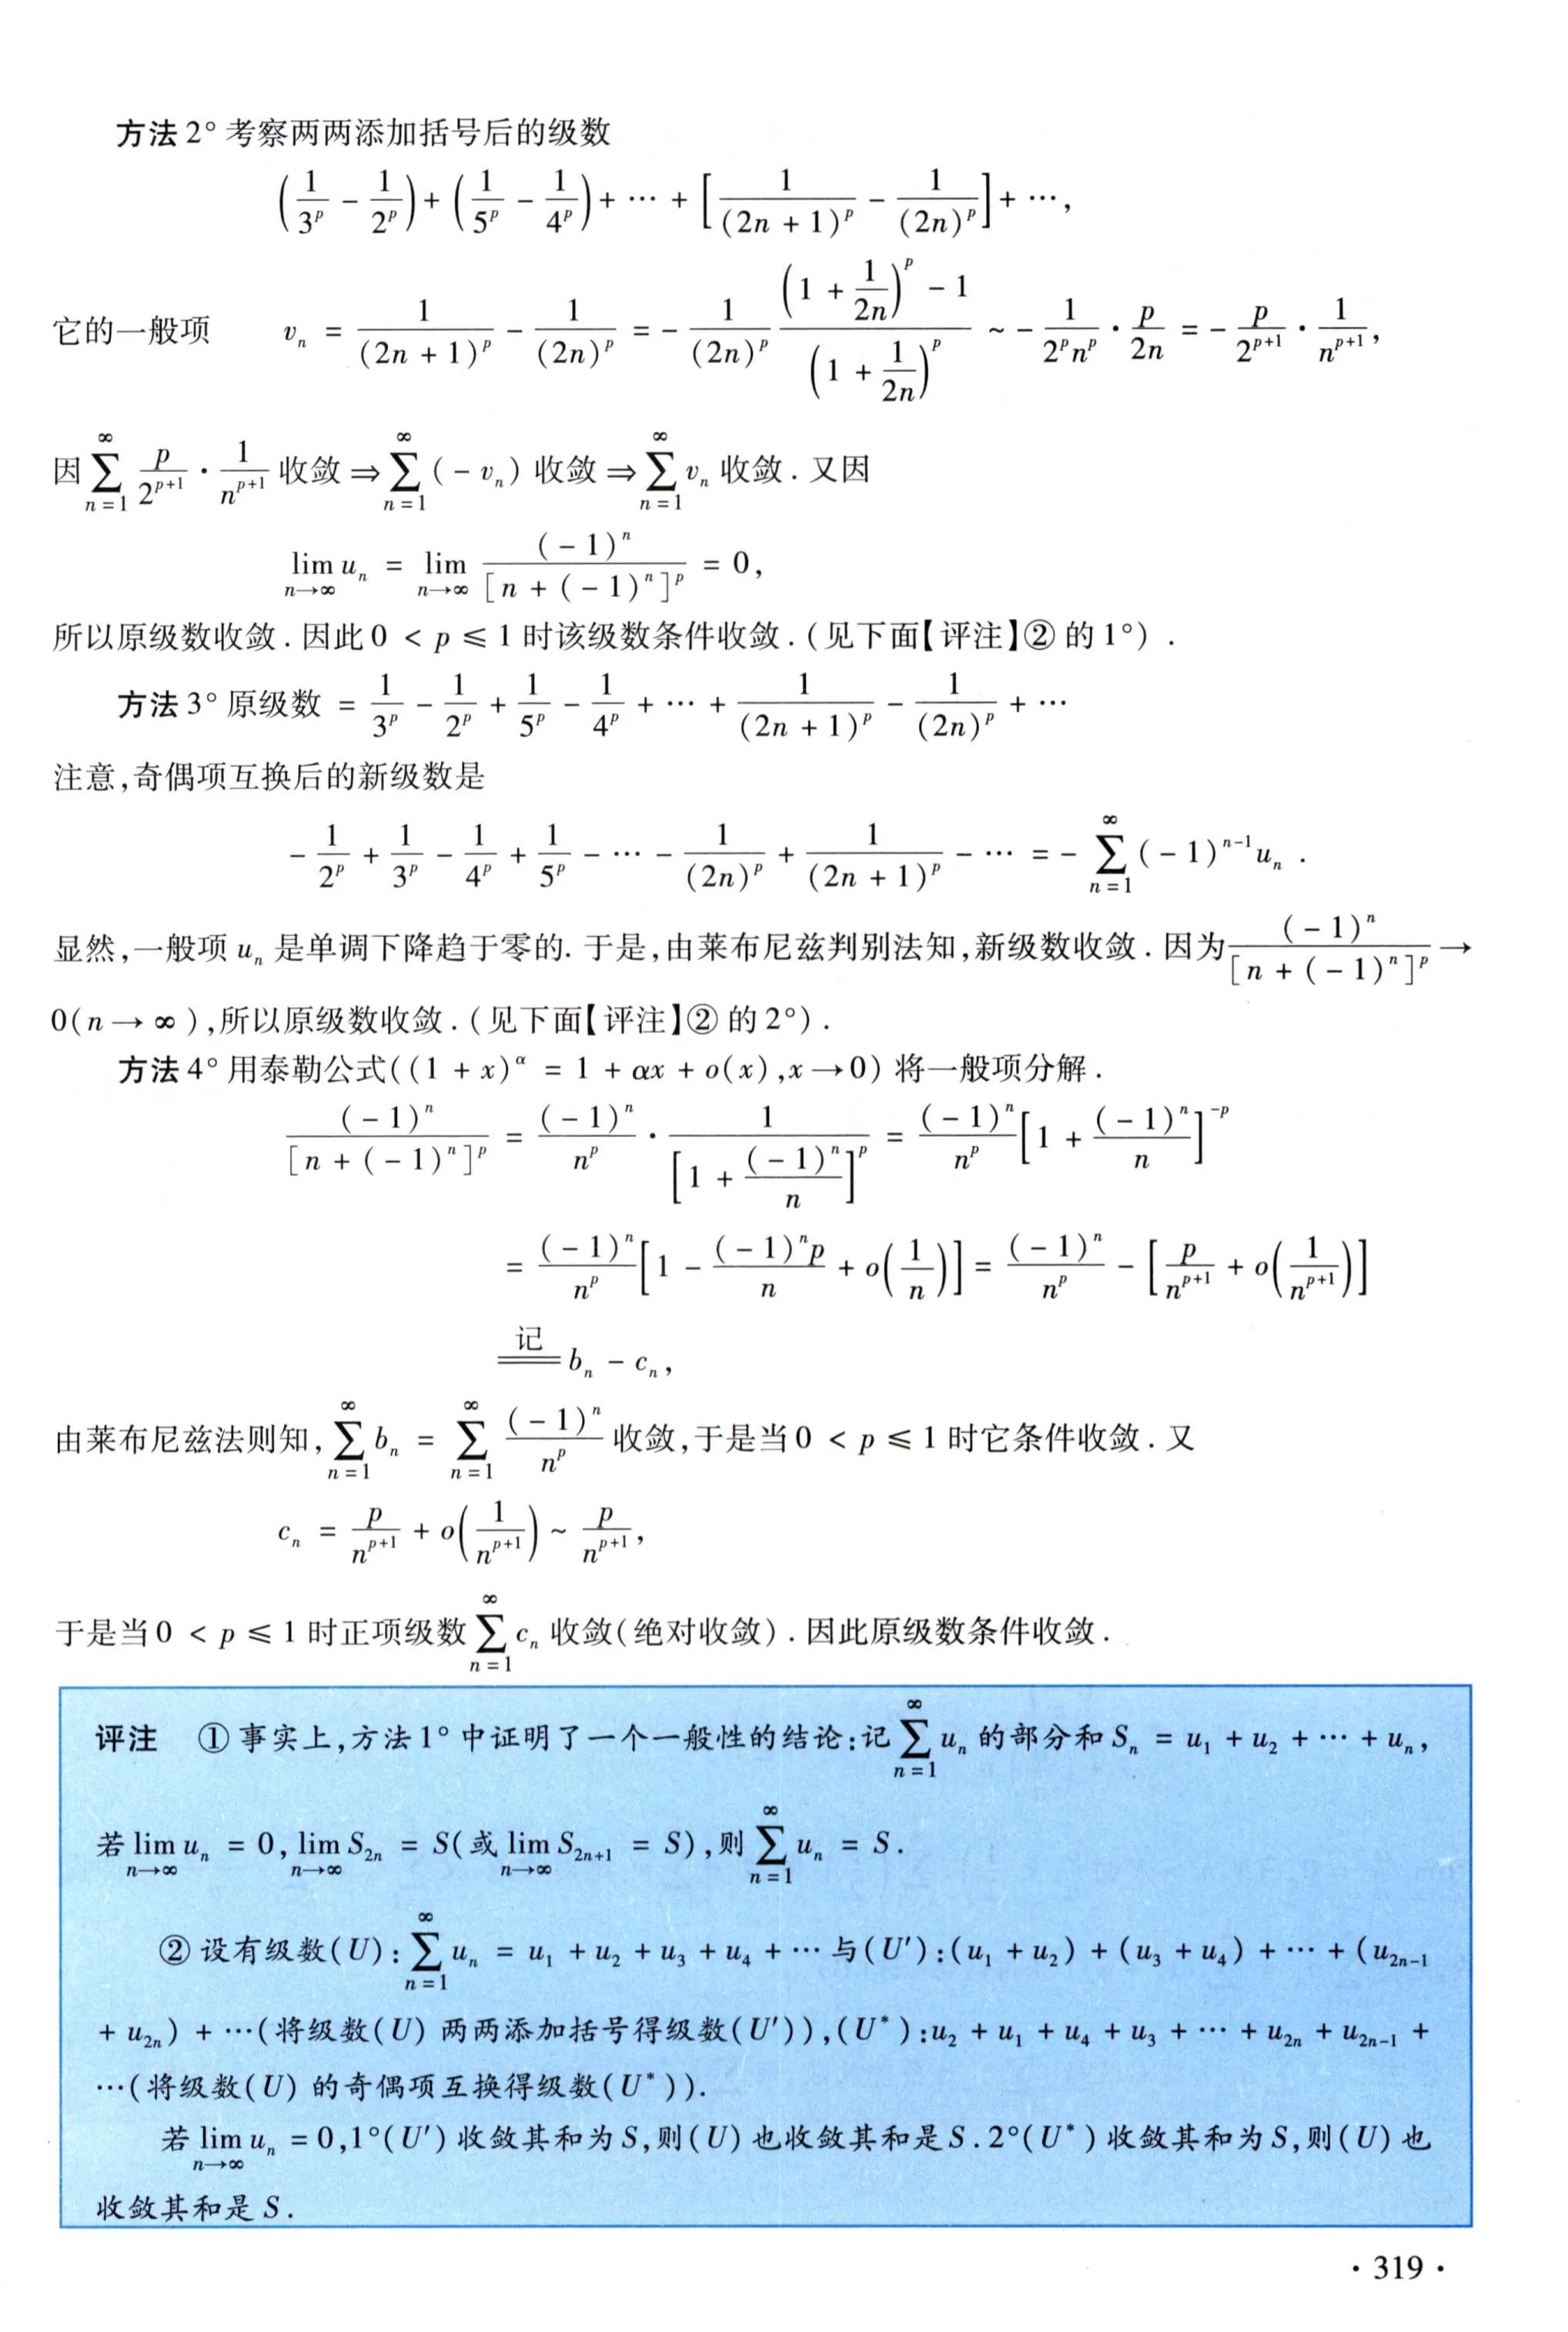 方法 2° 考察两两添加括号后的级数
$\left(\frac{1}{3^p} - \frac{1}{2^p}\right) + \left(\frac{1}{5^p} - \frac{1}{4^p}\right) + \cdots + \left[\frac{1}{(2n+1)^p} - \frac{1}{(2n)^p}\right] + \cdots,$
它的一般项 $v_n = \frac{1}{(2n+1)^p} - \frac{1}{(2n)^p} = -\frac{1}{(2n)^p} \frac{\left(1+\frac{1}{2n}\right)^p - 1}{\left(1+\frac{1}{2n}\right)^p} \sim -\frac{1}{2^p n^p} \cdot \frac{p}{2n} = -\frac{p}{2^{p+1}} \cdot \frac{1}{n^{p+1}},$
因 $\sum_{n=1}^{\infty} \frac{p}{2^{p+1}} \cdot \frac{1}{n^{p+1}}$ 收敛 $\Rightarrow \sum_{n=1}^{\infty} (-v_n)$ 收敛 $\Rightarrow \sum_{n=1}^{\infty} v_n$ 收敛. 又因
$\lim_{n\to\infty} u_n = \lim_{n\to\infty} \frac{(-1)^n}{[n+(-1)^n]^p} = 0,$
所以原级数收敛. 因此 $0 < p \leqslant 1$ 时该级数条件收敛. (见下面【评注】② 的 1°).
方法 3° 原级数 $= \frac{1}{3^p} - \frac{1}{2^p} + \frac{1}{5^p} - \frac{1}{4^p} + \cdots + \frac{1}{(2n+1)^p} - \frac{1}{(2n)^p} + \cdots$
注意,奇偶项互换后的新级数是
$-\frac{1}{2^p} + \frac{1}{3^p} - \frac{1}{4^p} + \frac{1}{5^p} - \cdots - \frac{1}{(2n)^p} + \frac{1}{(2n+1)^p} - \cdots = -\sum_{n=1}^{\infty} (-1)^{n-1} u_n .$
显然,一般项 $u_n$ 是单调下降趋于零的. 于是,由莱布尼兹判别法知,新级数收敛. 因为 $\frac{(-1)^n}{[n+(-1)^n]^p} \to$
$0(n \to \infty)$,所以原级数收敛. (见下面【评注】② 的 2°).
方法 4° 用泰勒公式$((1+x)^\alpha = 1 + \alpha x + o(x), x \to 0)$ 将一般项分解.
$\frac{(-1)^n}{[n+(-1)^n]^p} = \frac{(-1)^n}{n^p} \cdot \frac{1}{\left[1+\frac{(-1)^n}{n}\right]^p} = \frac{(-1)^n}{n^p} \left[1+\frac{(-1)^n}{n}\right]^{-p}$
$= \frac{(-1)^n}{n^p} \left[1 - \frac{(-1)^n p}{n} + o\left(\frac{1}{n}\right)\right] = \frac{(-1)^n}{n^p} - \left[\frac{p}{n^{p+1}} + o\left(\frac{1}{n^{p+1}}\right)\right]$
$\xlongequal{记} b_n - c_n,$
由莱布尼兹法则知, $\sum_{n=1}^{\infty} b_n = \sum_{n=1}^{\infty} \frac{(-1)^n}{n^p}$ 收敛,于是当 $0 < p \leqslant 1$ 时它条件收敛. 又
$c_n = \frac{p}{n^{p+1}} + o\left(\frac{1}{n^{p+1}}\right) \sim \frac{p}{n^{p+1}},$
于是当 $0 < p \leqslant 1$ 时正项级数 $\sum_{n=1}^{\infty} c_n$ 收敛(绝对收敛). 因此原级数条件收敛.
评注 ① 事实上,方法 1° 中证明了一个一般性的结论:记 $\sum_{n=1}^{\infty} u_n$ 的部分和 $S_n = u_1 + u_2 + \cdots + u_n$,
若 $\lim_{n\to\infty} u_n = 0, \lim_{n\to\infty} S_{2n} = S$(或 $\lim_{n\to\infty} S_{2n+1} = S$),则 $\sum_{n=1}^{\infty} u_n = S.$
② 设有级数$(U): \sum_{n=1}^{\infty} u_n = u_1 + u_2 + u_3 + u_4 + \cdots$ 与$(U'):(u_1+u_2)+(u_3+u_4)+\cdots+(u_{2n-1}$
$+ u_{2n}) + \cdots$(将级数$(U)$ 两两添加括号得级数$(U')$),$(U^*): u_2 + u_1 + u_4 + u_3 + \cdots + u_{2n} + u_{2n-1} +$
$\cdots$(将级数$(U)$ 的奇偶项互换得级数$(U^*)$).
若 $\lim_{n\to\infty} u_n = 0$,1°$(U')$ 收敛其和为 $S$,则$(U)$ 也收敛其和是 $S$. 2°$(U^*)$ 收敛其和为 $S$,则$(U)$ 也
收敛其和是 $S$.
· 319 ·